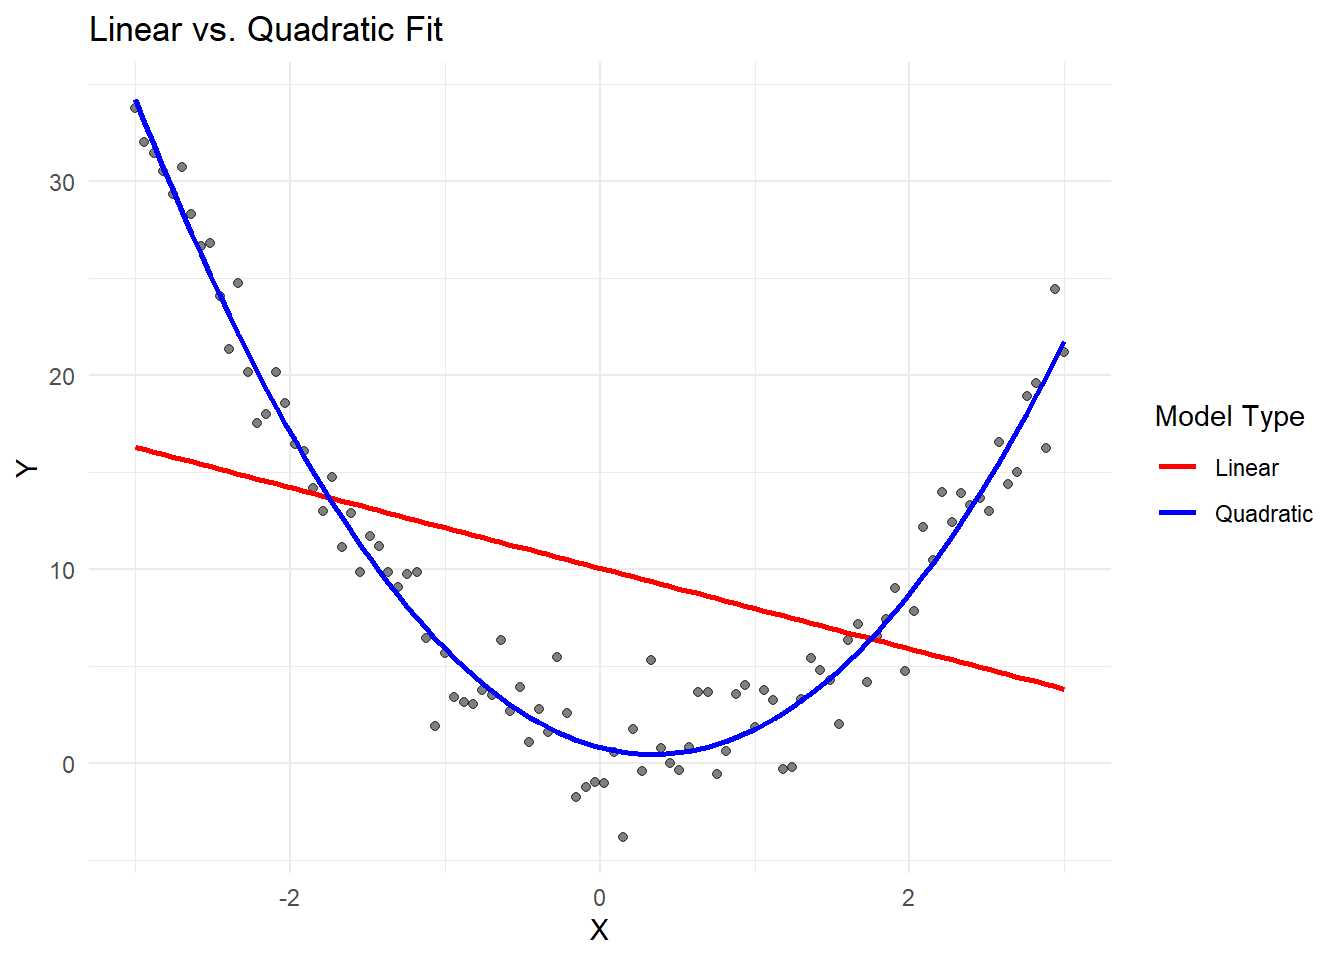 Linear vs. Quadratic Fit
30
20
10
0
Y
-2
0
2
X
Model Type
Linear
Quadratic